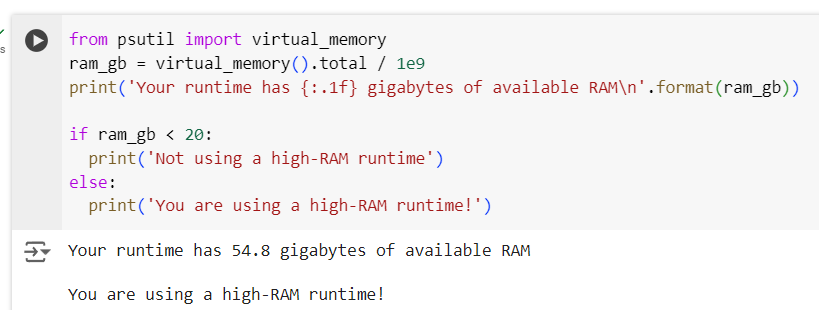 from psutil import virtual_memory
ram_gb = virtual_memory().total / 1e9
print('Your runtime has {:.1f} gigabytes of available RAM\n'.format(ram_gb))

if ram_gb < 20:
  print('Not using a high-RAM runtime')
else:
  print('You are using a high-RAM runtime!')
s
Your runtime has 54.8 gigabytes of available RAM

You are using a high-RAM runtime!